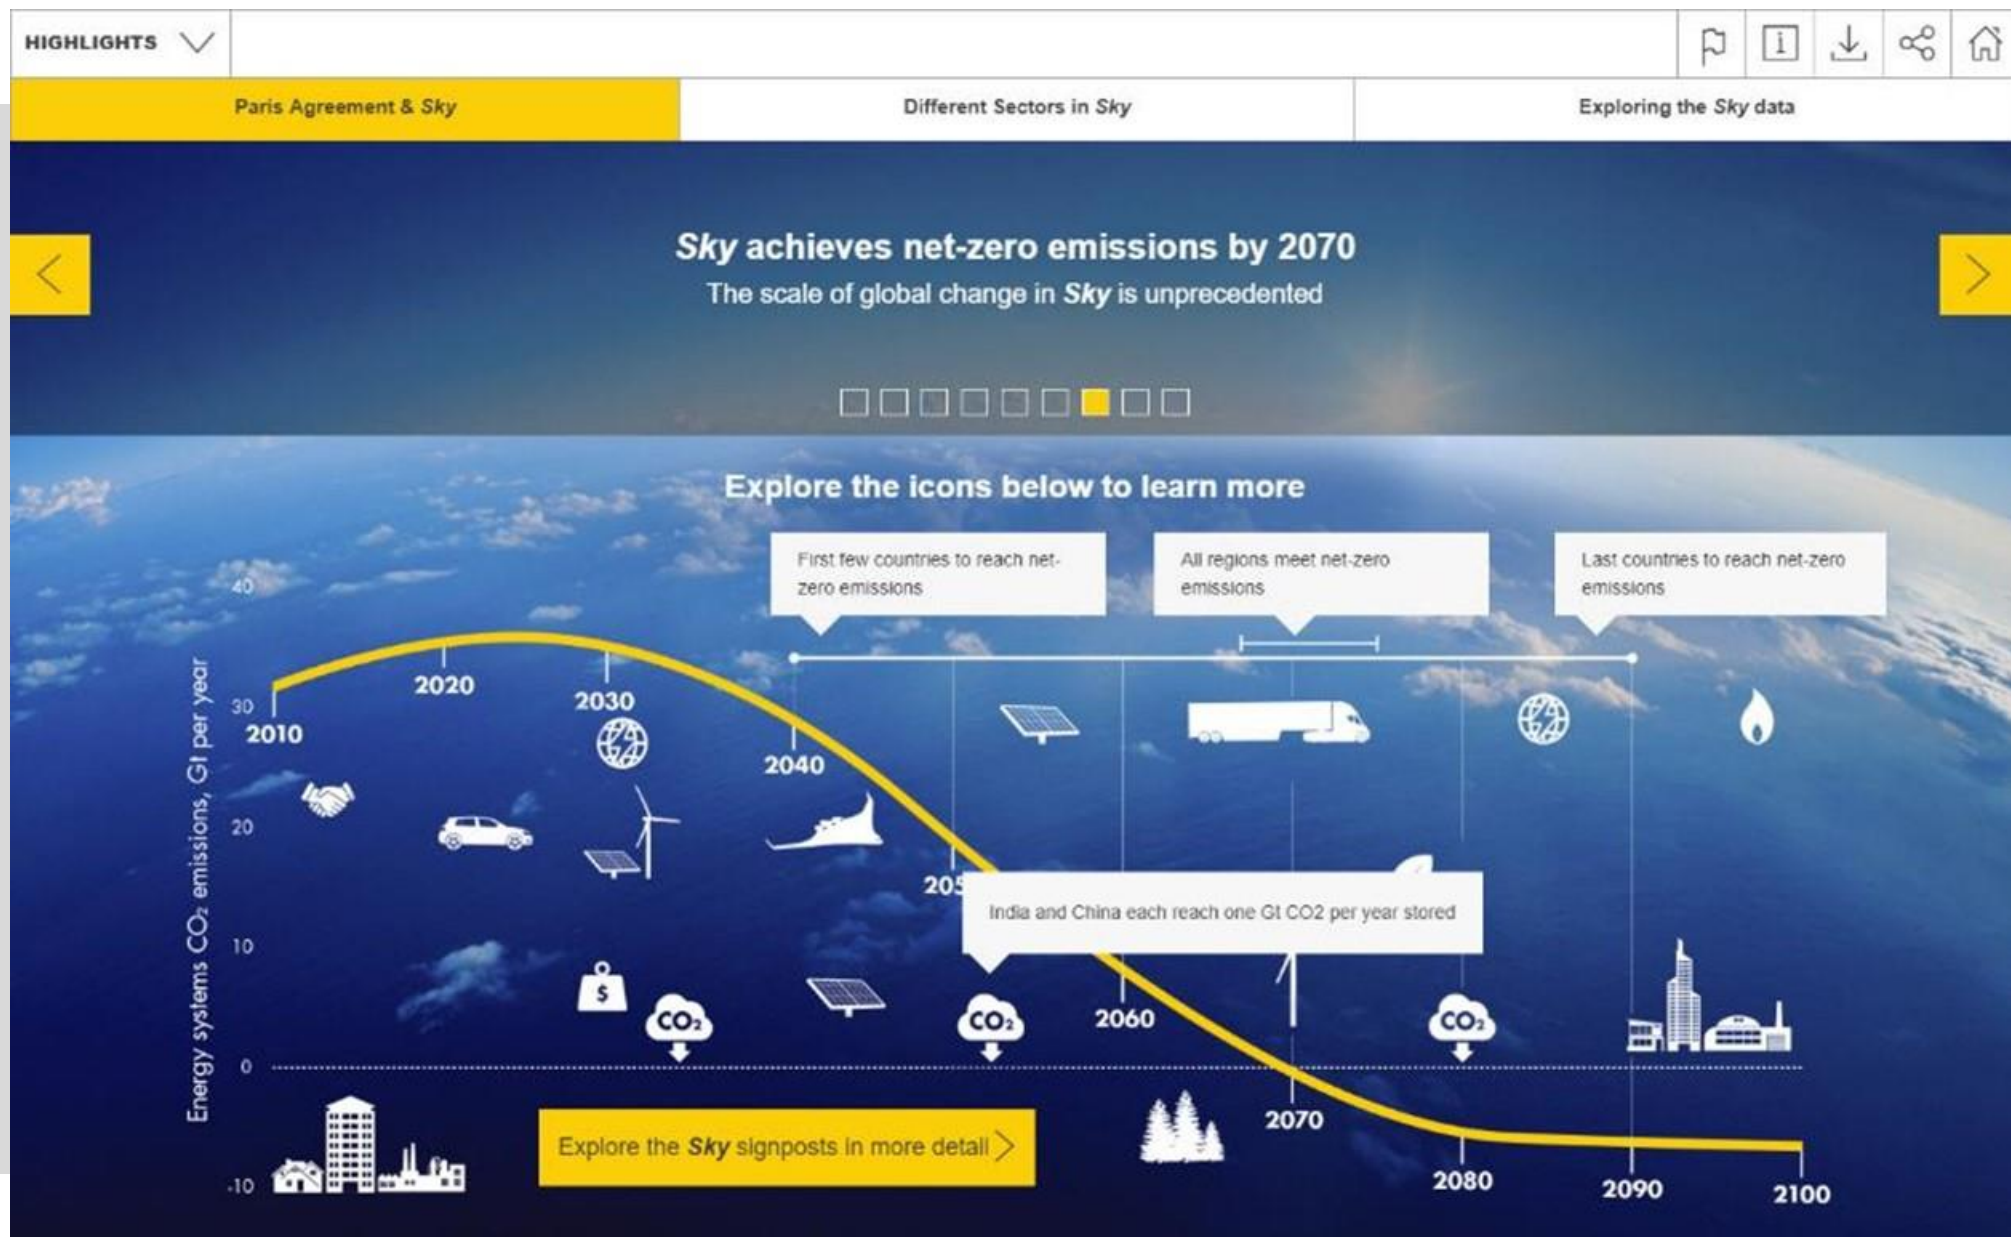 HIGHLIGHTS
Paris Agreement & Sky
Different Sectors in Sky
Exploring the Sky data
Sky achieves net-zero emissions by 2070
The scale of global change in Sky is unprecedented
Explore the icons below to learn more
First few countries to reach net-
zero emissions
All regions meet net-zero
emissions
Last countries to reach net-zero
emissions
Energy systems CO₂ emissions, Gt per year
40
30
20
10
0
-10
2010
2020
2030
2040
205
India and China each reach one Gt CO2 per year stored
$
CO₂
CO₂
2060
CO₂
2070
2080
2090
2100
Explore the Sky signposts in more detail